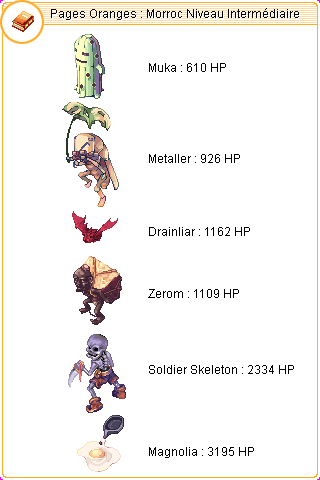 Pages Oranges : Morroc Niveau Intermédiaire
Muka : 610 HP
Metaller : 926 HP
Drainliar : 1162 HP
Zerom : 1109 HP
Soldier Skeleton : 2334 HP
Magnolia : 3195 HP